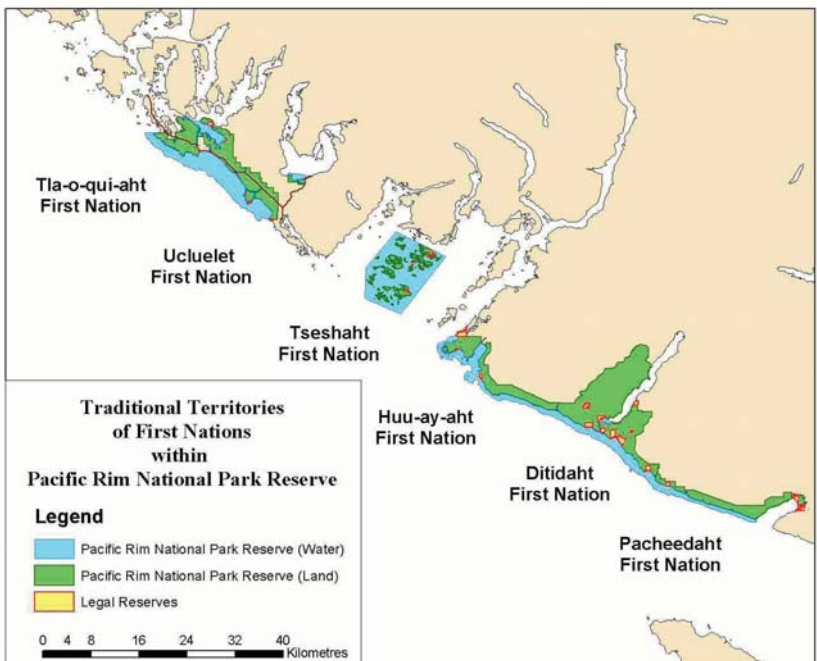 Tla-o-qui-aht
First Nation
Ucluelet
First Nation
Tseshaht
First Nation
Huu-ay-aht
First Nation
Ditidaht
First Nation
Pacheedaht
First Nation
Traditional Territories
of First Nations
within
Pacific Rim National Park Reserve
Legend
Pacific Rim National Park Reserve (Water)
Pacific Rim National Park Reserve (Land)
Legal Reserves
0 4 8 16 24 32 40
Kilometres